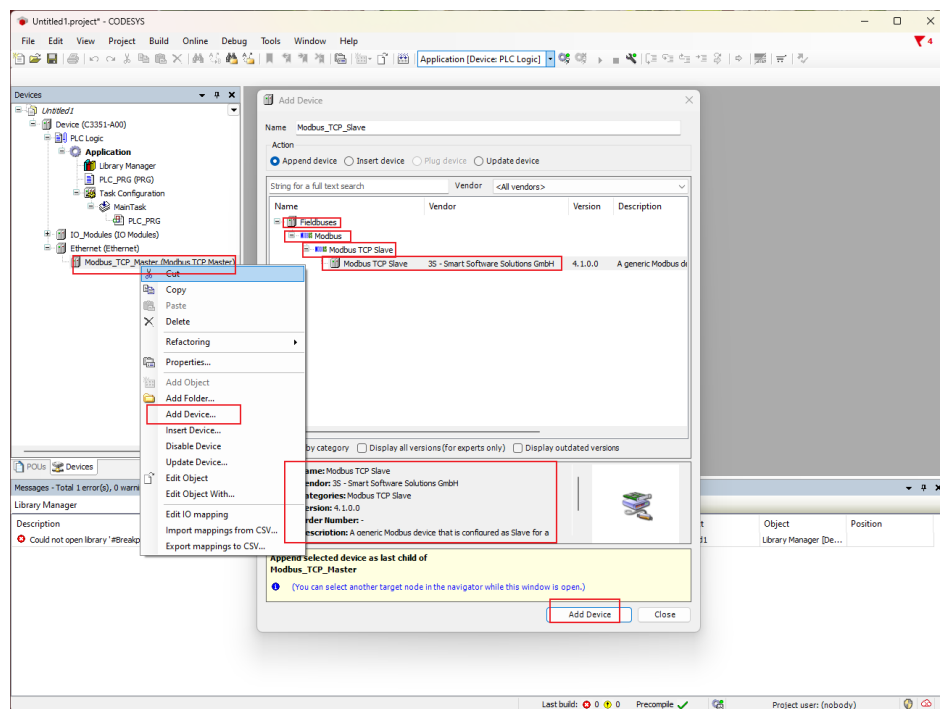 Untitled1.project* - CODESYS
File Edit View Project Build Online Debug Tools Window Help
4
Application [Device: PLC Logic]
Devices
Untitled1
Device (C3351-A00)
PLC Logic
Application
Library Manager
PLC_PRG (PRG)
Task Configuration
MainTask
PLC_PRG
IO_Modules (IO Modules)
Ethernet (Ethernet)
Modbus_TCP_Master (Modbus TCP Master)
Cut
Copy
Paste
Delete
Refactoring
Properties...
Add Object
Add Folder...
Add Device...
Insert Device...
Disable Device
Update Device...
Edit Object
Edit Object With...
Edit IO mapping
Import mappings from CSV...
Export mappings to CSV...
Add Device
Name Modbus_TCP_Slave
Action
Append device Insert device Plug device Update device
String for a full text search Vendor <All vendors>
Name Vendor Version Description
Fieldbuses
Modbus
Modbus TCP Slave
Modbus TCP Slave 3S - Smart Software Solutions GmbH 4.1.0.0 A generic Modbus de
by category Display all versions (for experts only) Display outdated versions
ame: Modbus TCP Slave
endor: 3S - Smart Software Solutions GmbH
ategories: Modbus TCP Slave
ersion: 4.1.0.0
rder Number: -
escription: A generic Modbus device that is configured as Slave for a
Append selected device as last child of
Modbus_TCP_Master
(You can select another target node in the navigator while this window is open.)
Add Device Close
POUs Devices
Messages - Total 1 error(s), 0 warni
Library Manager
Description t Object Position
Could not open library '#Breakp d1 Library Manager [De...
Last build: 0 0 Precompile Project user: (nobody)